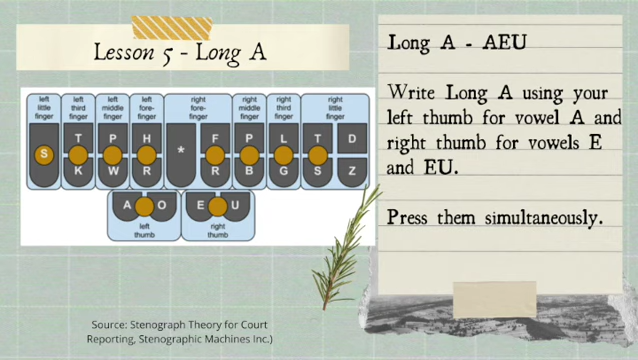 Lesson 5 - Long A
left little finger
left third finger
left middle finger
left fore- finger
right fore- finger
right middle finger
right third finger
right little finger
S T P H * F P L T D
K W R R B G S Z
A O E U
left thumb
right thumb
Source: Stenograph Theory for Court
Reporting, Stenographic Machines Inc.)
Long A - AEU
Write Long A using your
left thumb for vowel A and
right thumb for vowels E
and EU.
Press them simultaneously.